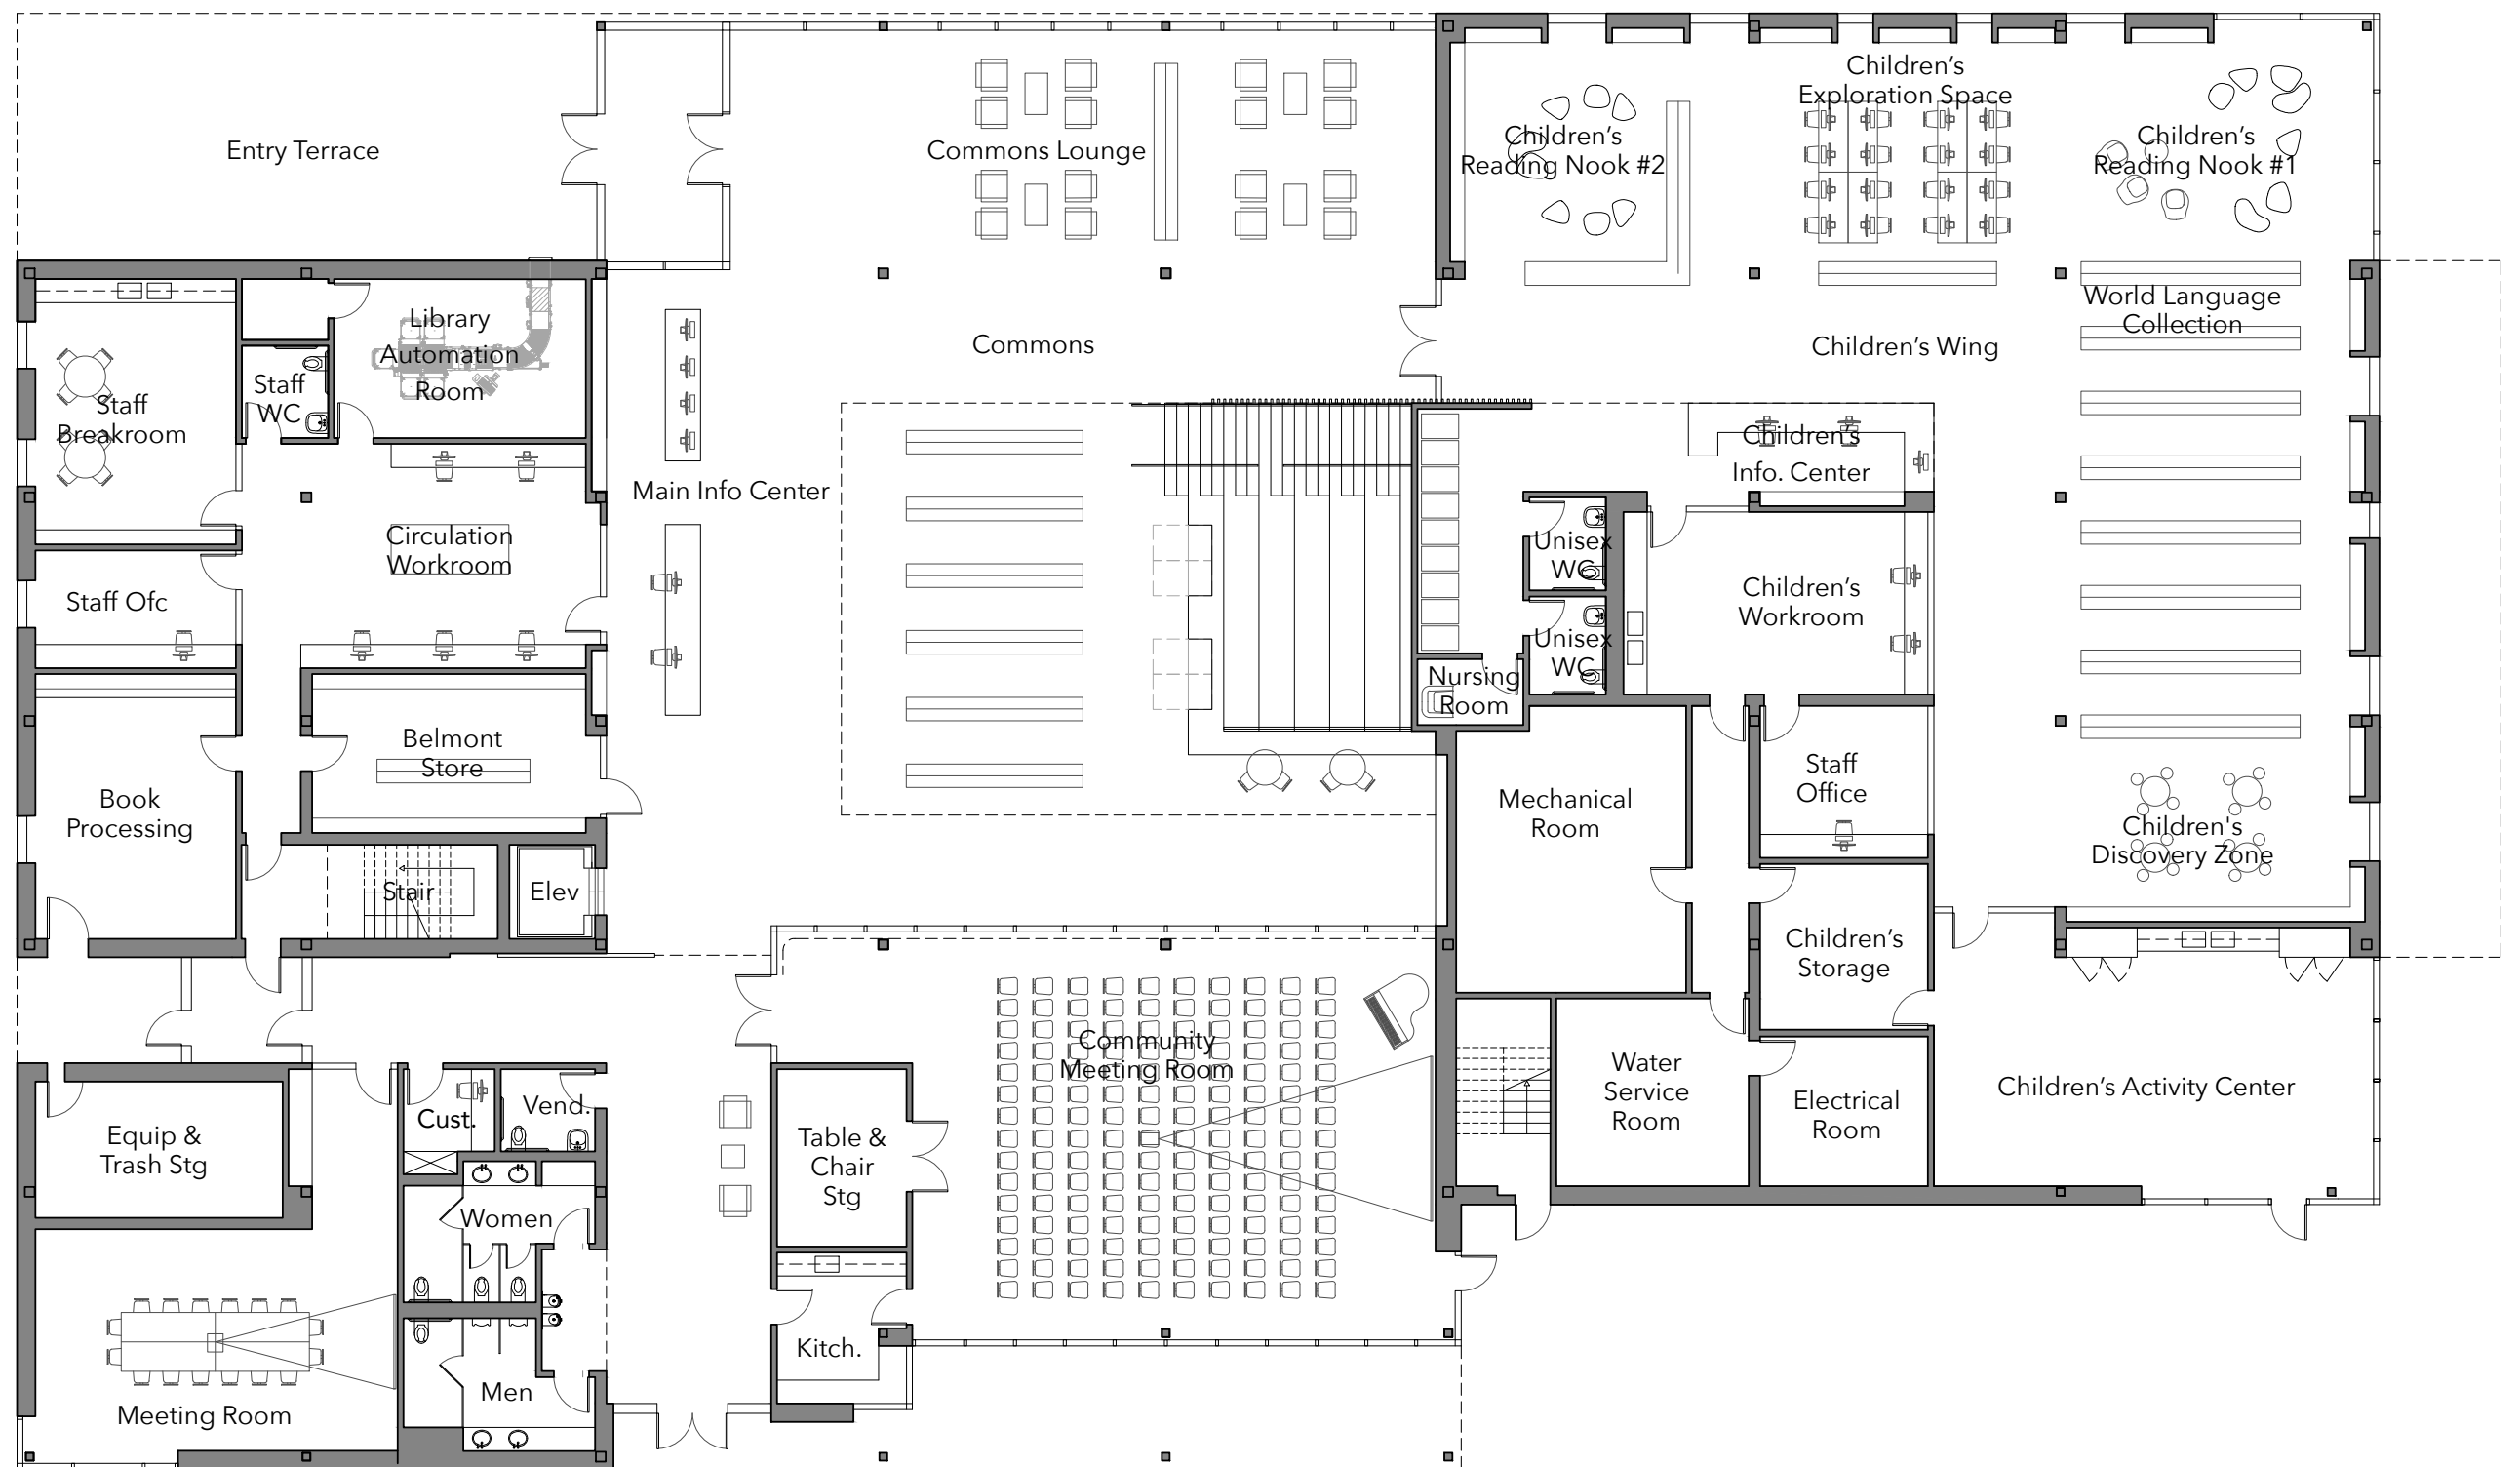 Entry Terrace
Commons Lounge
Children's
Reading Nook #2
Children's
Exploration Space
Children's
Reading Nook #1
Library
Automation
Room
Commons
Children's Wing
World Language
Collection
Staff
WC
Staff
Breakroom
Main Info Center
Children's
Info. Center
Circulation
Workroom
Staff Ofc
Unisex
WC
Unisex
WC
Children's
Workroom
Nursing
Room
Belmont
Store
Book
Processing
Mechanical
Room
Staff
Office
Children's
Discovery Zone
Stair
Elev
Children's
Storage
Community
Meeting Room
Water
Service
Room
Electrical
Room
Children's Activity Center
Equip &
Trash Stg
Cust.
Vend.
Table &
Chair
Stg
Women
Kitch.
Men
Meeting Room